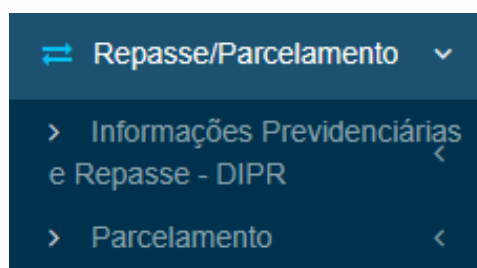 Repasse/Parcelamento
Informações Previdenciárias
e Repasse - DIPR
Parcelamento